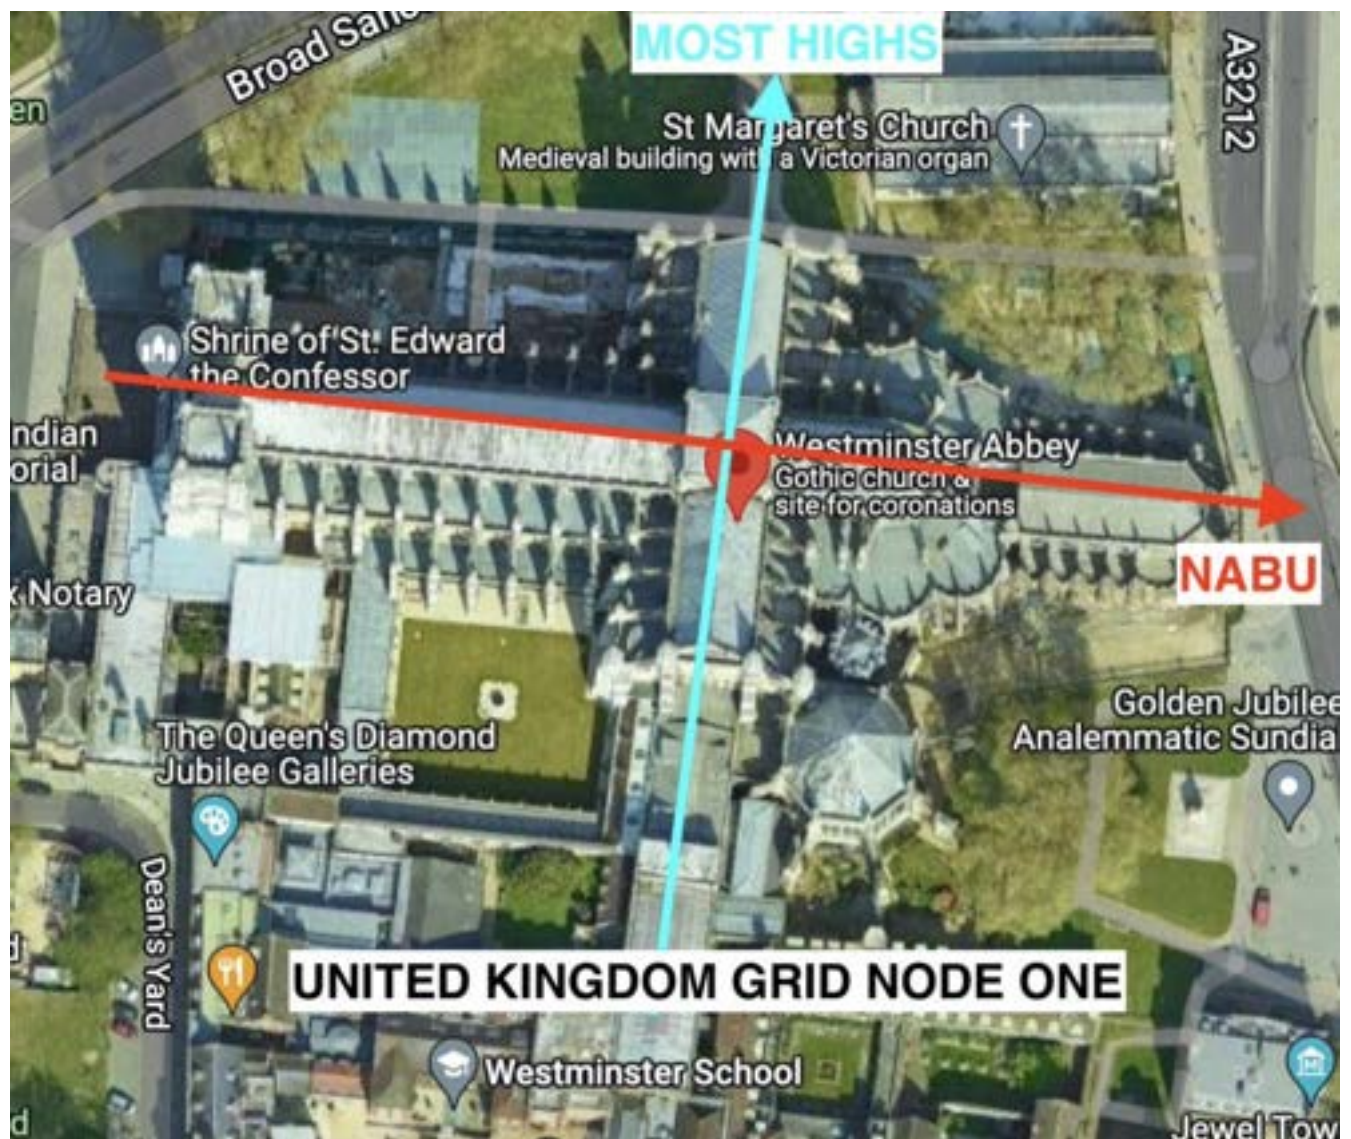 MOST HIGHS
Broad Sanc
A3212
en
St Margaret's Church
Medieval building with a Victorian organ
Shrine of St. Edward
the Confessor
ndian
orial
Westminster Abbey
Gothic church &
site for coronations
NABU
x Notary
Golden Jubilee
Analemmatic Sundia
The Queen's Diamond
Jubilee Galleries
Dean's Yard
d
UNITED KINGDOM GRID NODE ONE
Westminster School
d
Jewel Tow